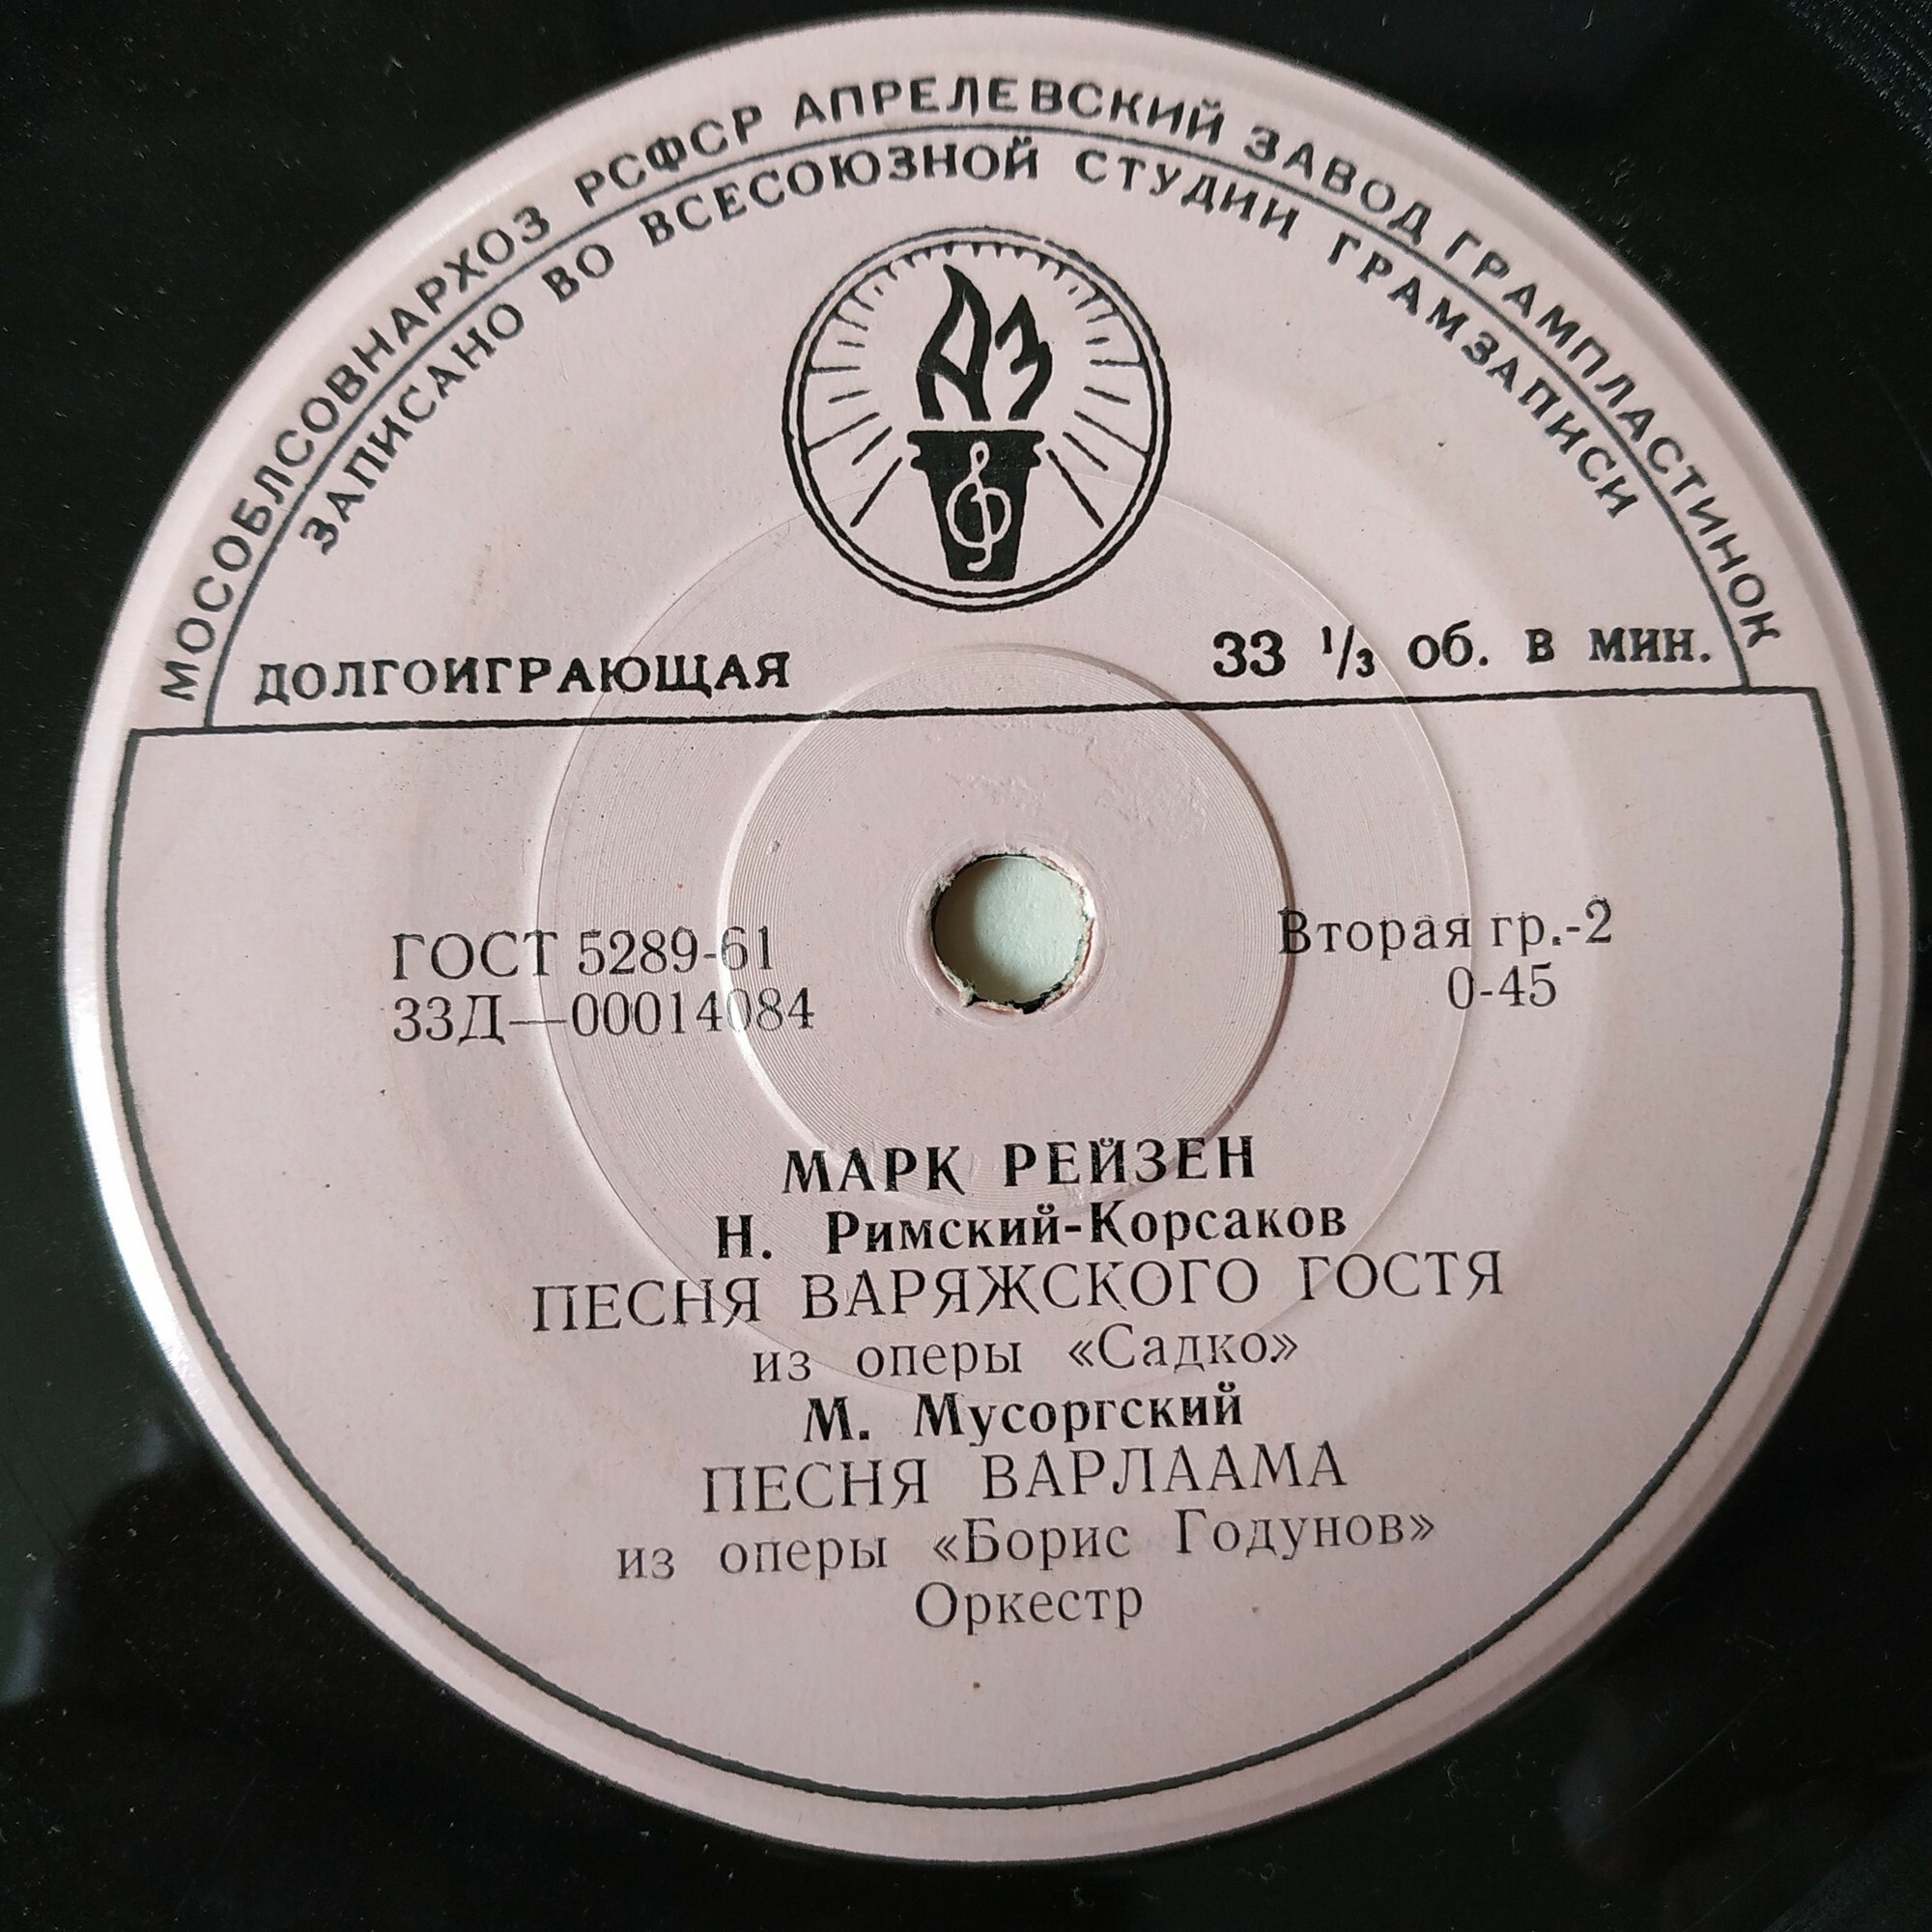 МОСОБЛСОВНАРХОЗ РСФСР АПРЕЛЕВСКИЙ ЗАВОД ГРАМПЛАСТИНОК
ЗАПИСАНО ВО ВСЕСОЮЗНОЙ СТУДИИ ГРАМЗАПИСИ
АЗ
ДОЛГОИГРАЮЩАЯ 33 1/3 об. в мин.
ГОСТ 5289-61 Вторая гр.-2
33Д—00014084 0-45
МАРК РЕЙЗЕН
Н. Римский-Корсаков
ПЕСНЯ ВАРЯЖСКОГО ГОСТЯ
из оперы «Садко»
М. Мусоргский
ПЕСНЯ ВАРЛААМА
из оперы «Борис Годунов»
Оркестр